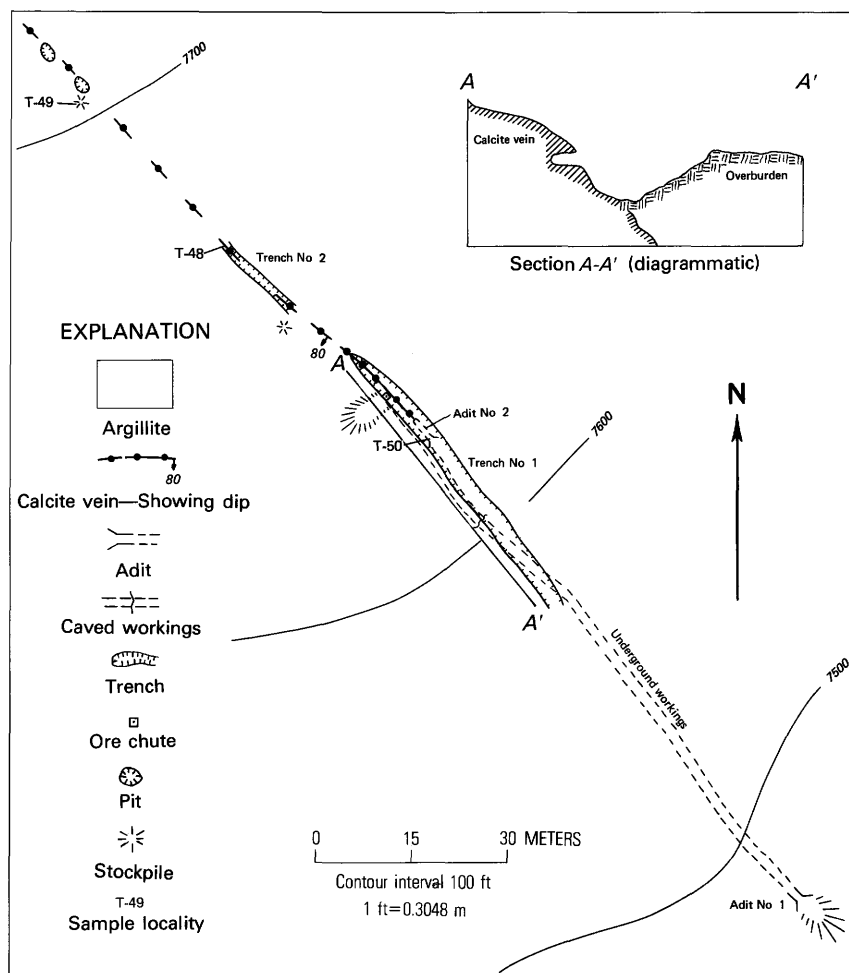 7700
T-49
A
A'
Calcite vein
Overburden
Section A-A' (diagrammatic)
T-48
Trench No 2
80
A
Adit No 2
T-50
Trench No 1
7600
A'
N
Underground workings
7500
Adit No 1
EXPLANATION
Argillite
80
Calcite vein—Showing dip
Adit
Caved workings
Trench
Ore chute
Pit
Stockpile
T-49
Sample locality
0 15 30 METERS
Contour interval 100 ft
1 ft=0.3048 m